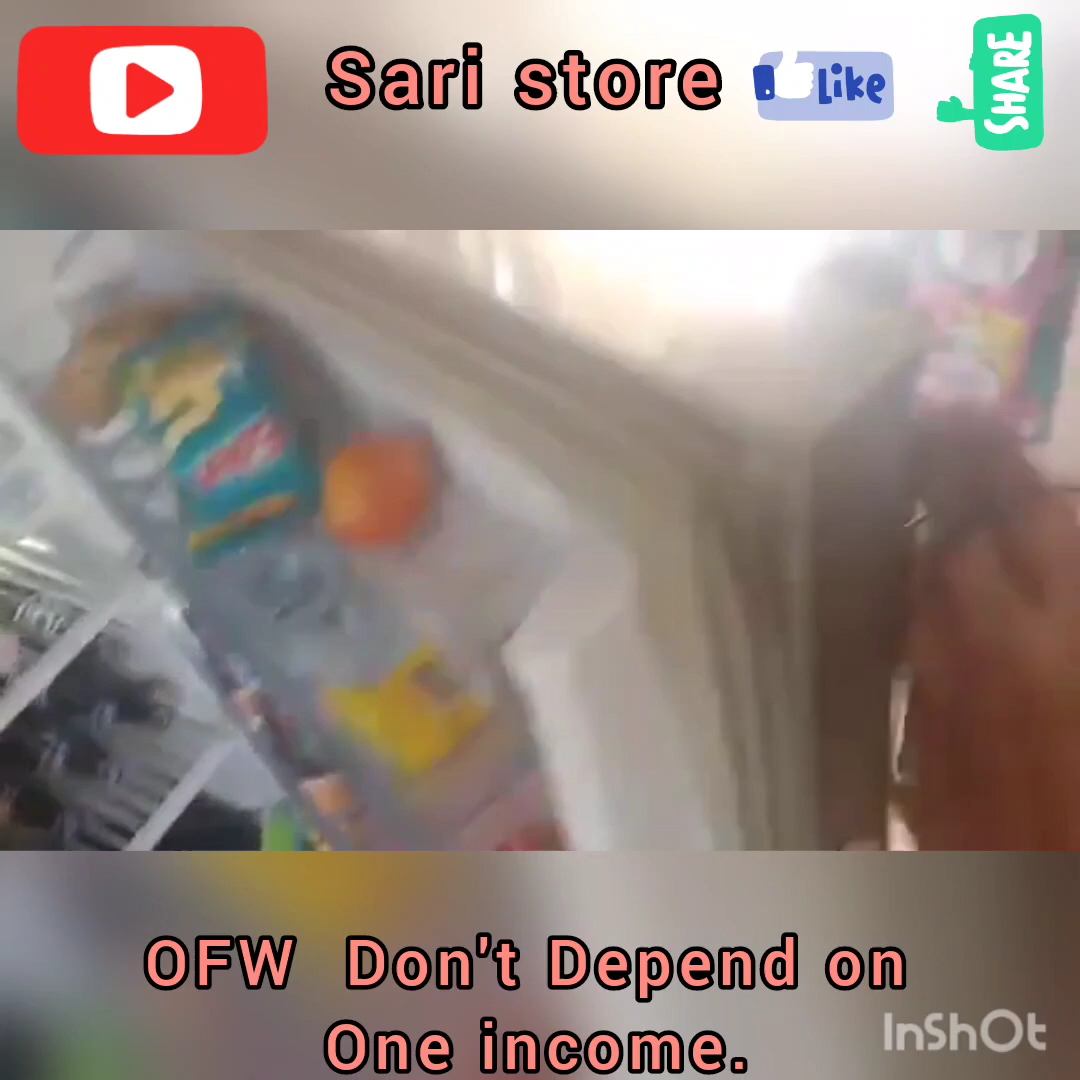 Sari store
Like
SHARE
OFW Don't Depend on
One income.
InShOt